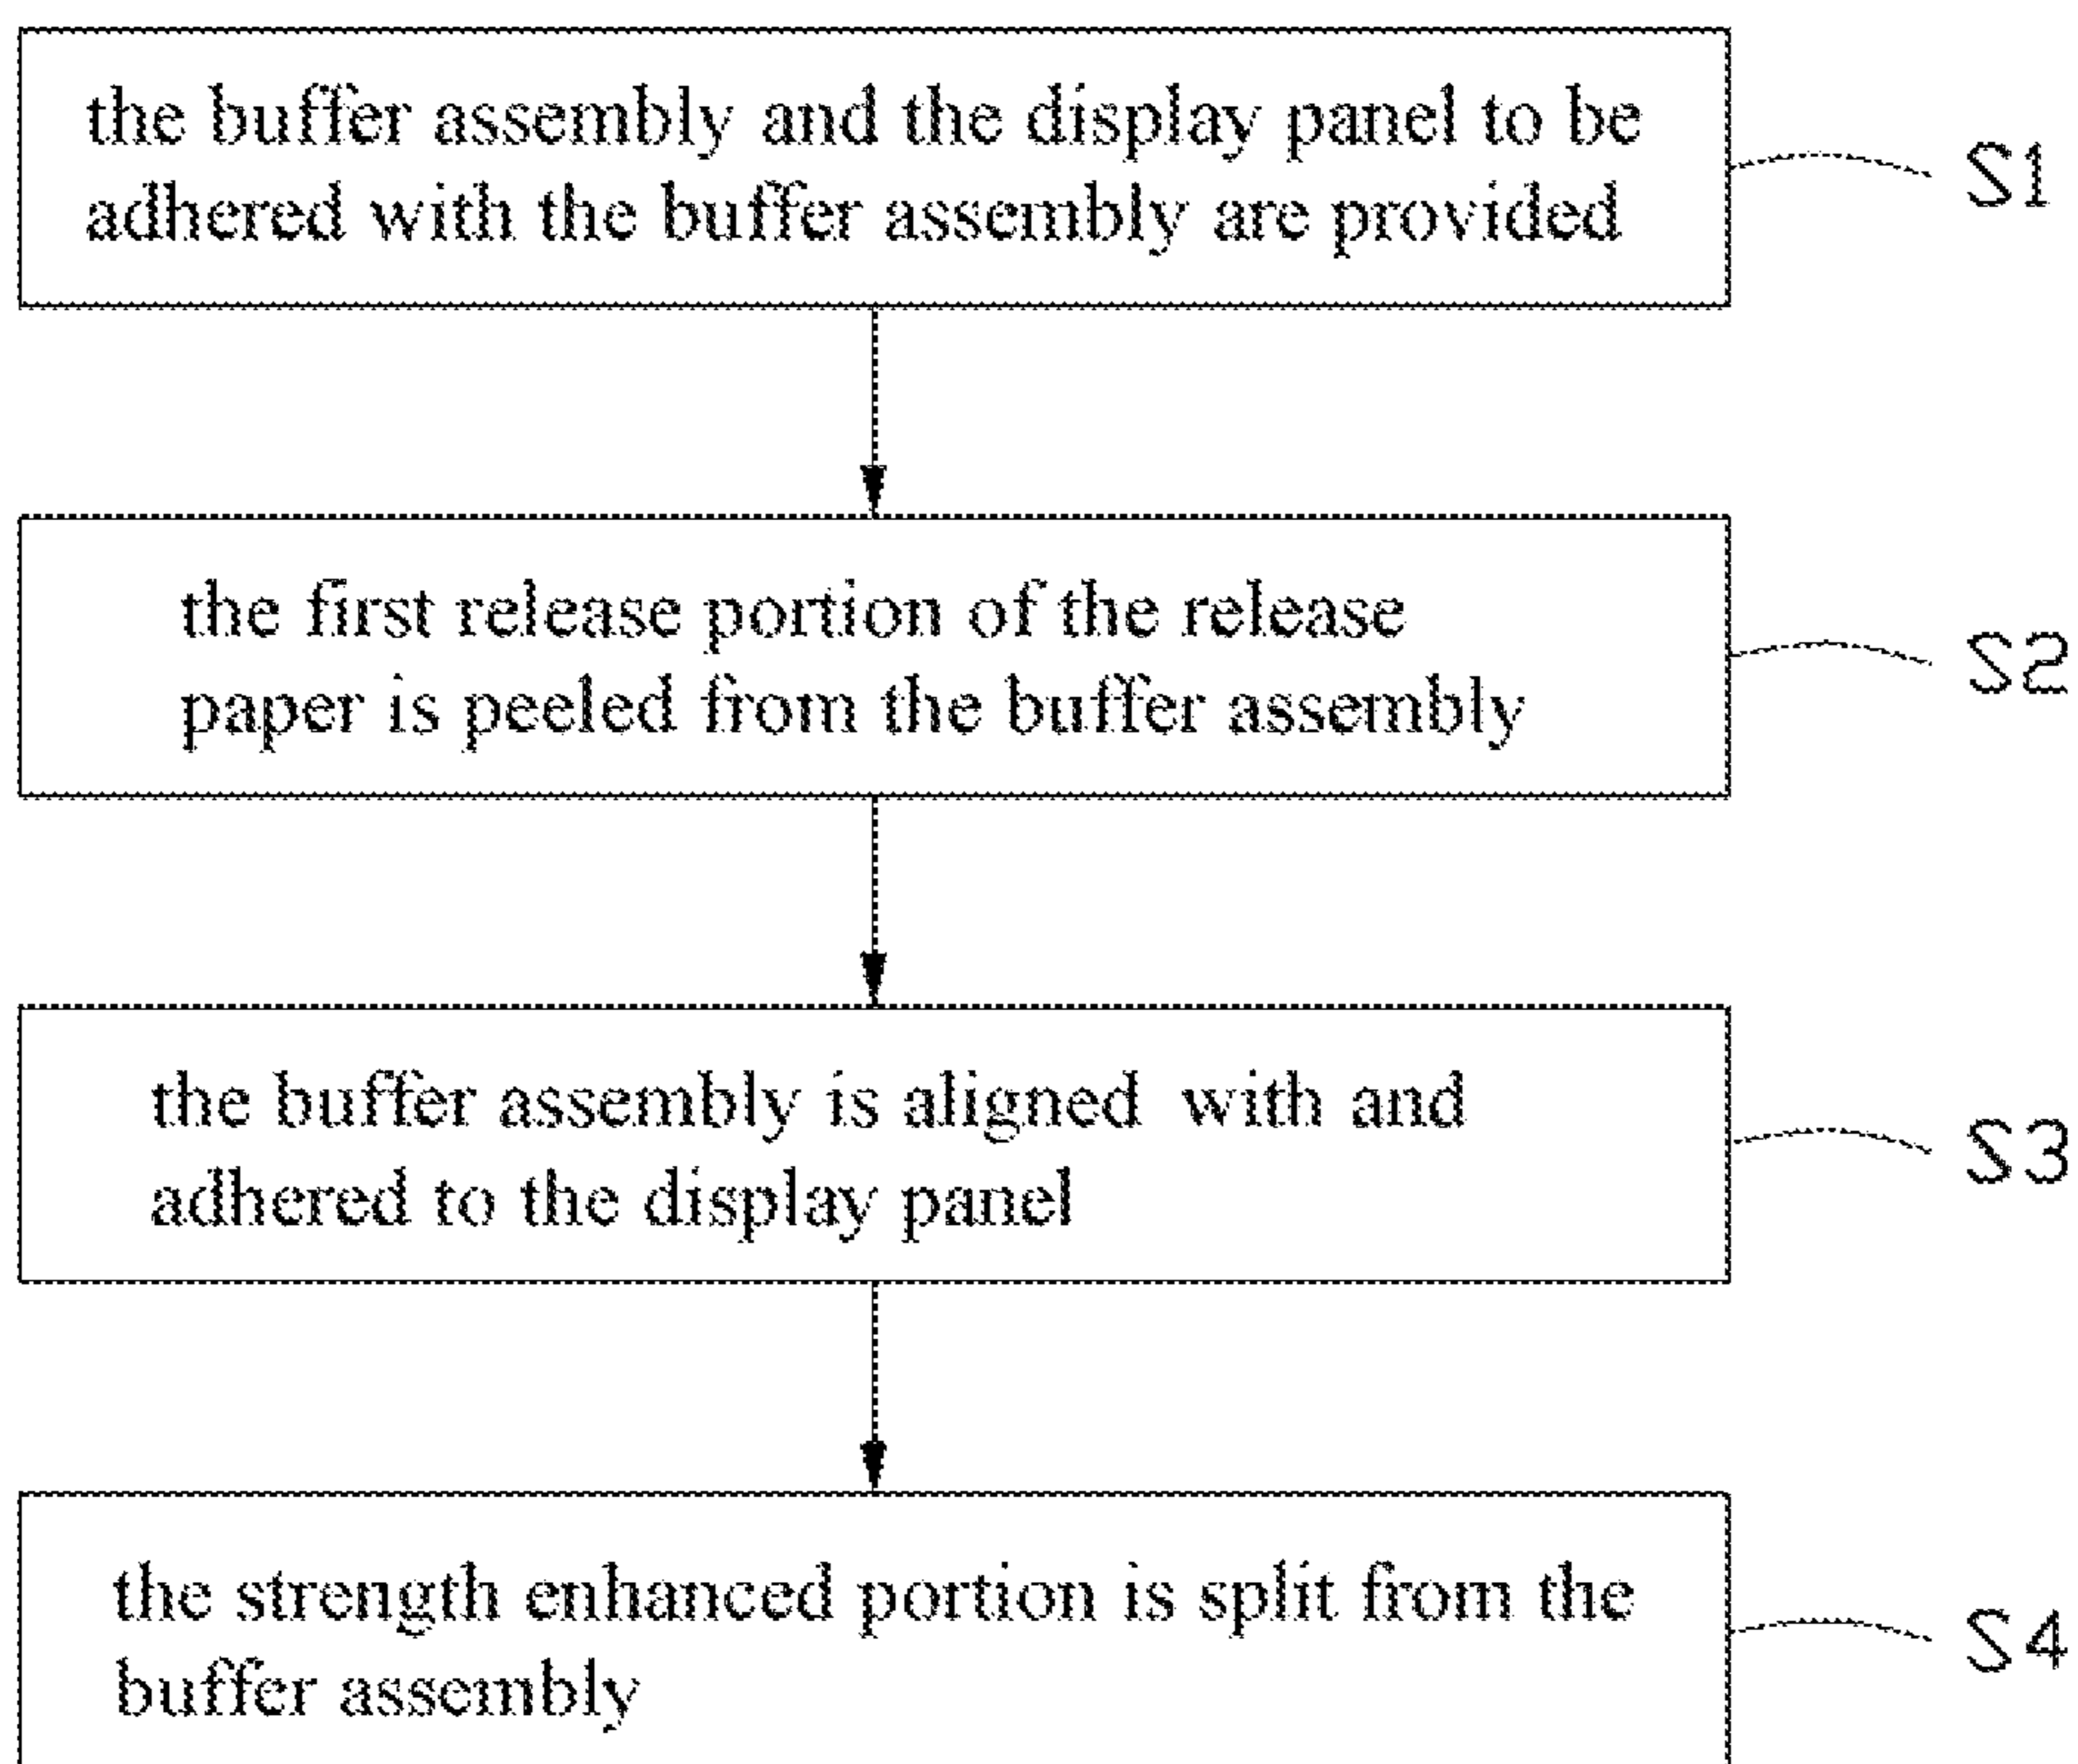 the buffer assembly and the display panel to be
adhered with the buffer assembly are provided
S1
the first release portion of the release
paper is peeled from the buffer assembly
S2
the buffer assembly is aligned with and
adhered to the display panel
S3
the strength enhanced portion is split from the
buffer assembly
S4